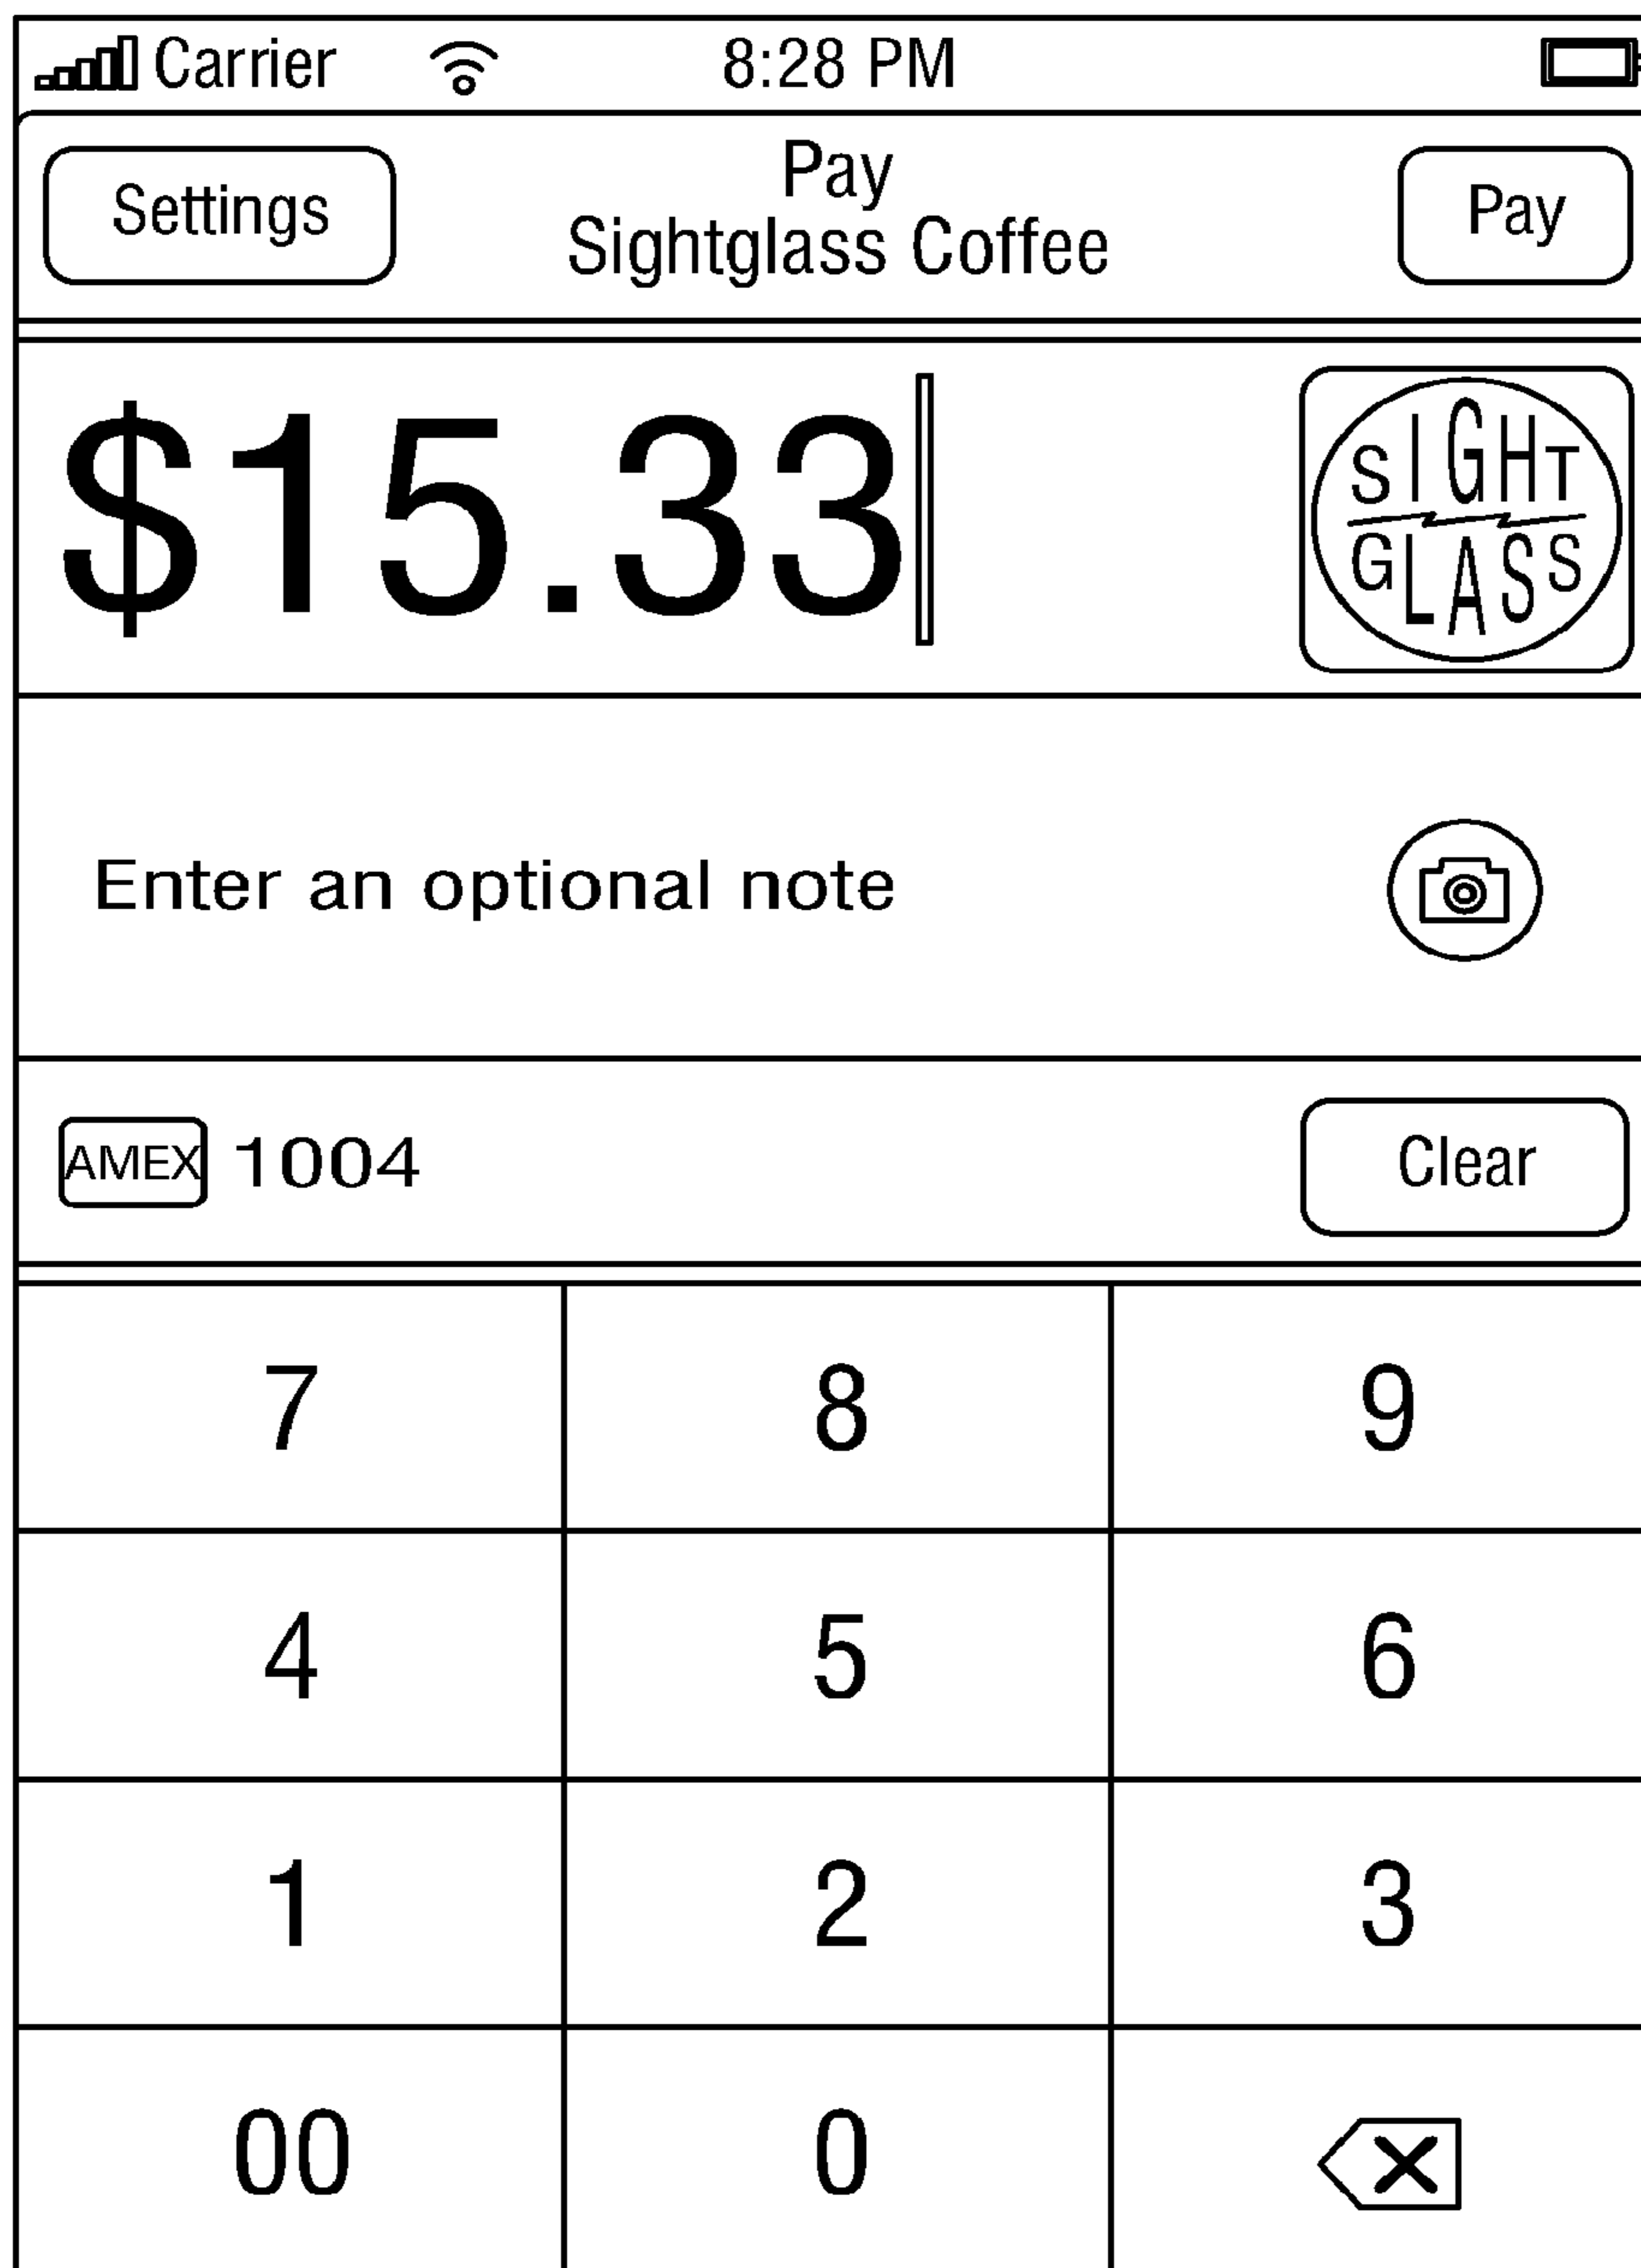 Carrier 8:28 PM
Settings
Pay
Sightglass Coffee
Pay
$15.33
SIGHT
GLASS
Enter an optional note
AMEX 1004
Clear
7 8 9
4 5 6
1 2 3
00 0